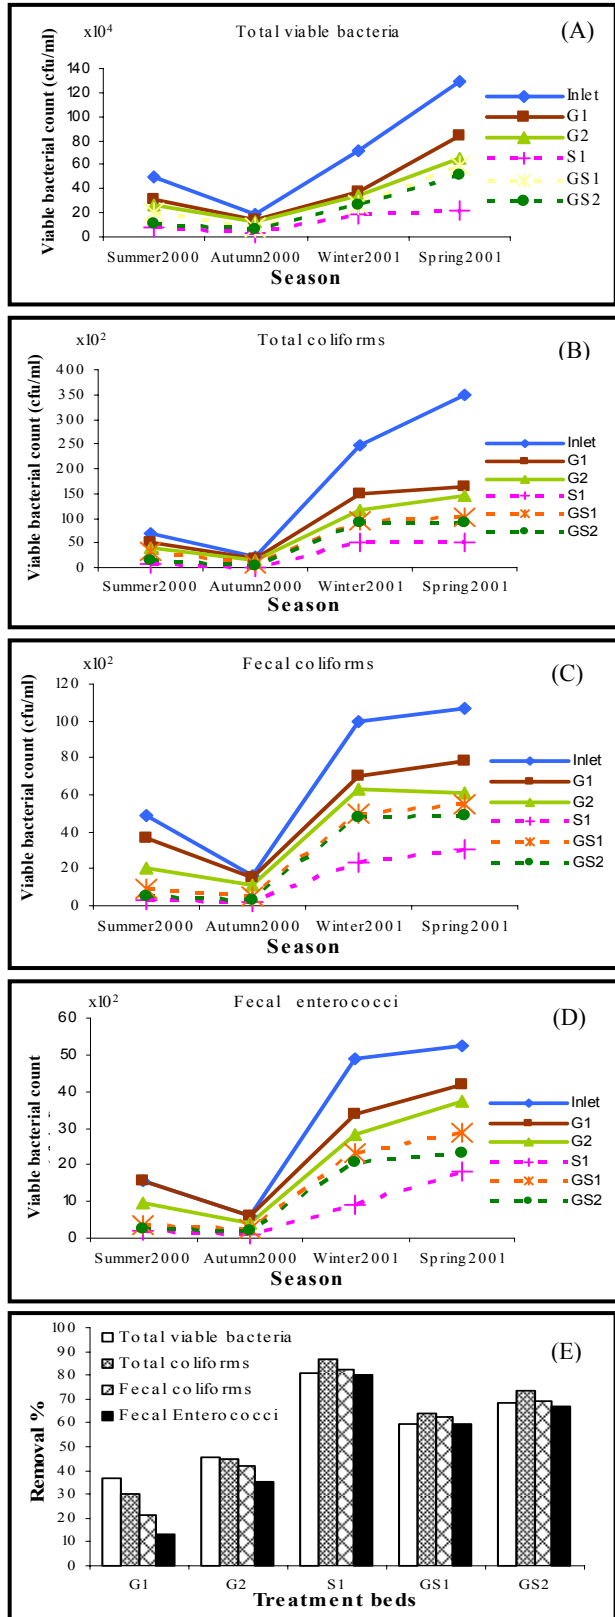 x10⁴ Total viable bacteria (A)
Viable bacterial count (cfu/ml)
140
120
100
80
60
40
20
0
Inlet
G1
G2
S1
GS1
GS2
Summer2000 Autumn2000 Winter2001 Spring2001
Season
x10² Total coliforms (B)
Viable bacterial count (cfu/ml)
400
350
300
250
200
150
100
50
0
Inlet
G1
G2
S1
GS1
GS2
Summer2000 Autumn2000 Winter2001 Spring2001
Season
x10² Fecal coliforms (C)
Viable bacterial count (cfu/ml)
120
100
80
60
40
20
0
Inlet
G1
G2
S1
GS1
GS2
Summer2000 Autumn2000 Winter2001 Spring2001
Season
x10² Fecal enterococci (D)
Viable bacterial count
60
50
40
30
20
10
0
Inlet
G1
G2
S1
GS1
GS2
Summer2000 Autumn2000 Winter2001 Spring2001
Season
(E)
Removal %
100
90
80
70
60
50
40
30
20
10
0
Total viable bacteria
Total coliforms
Fecal coliforms
Fecal Enterococci
G1 G2 S1 GS1 GS2
Treatment beds